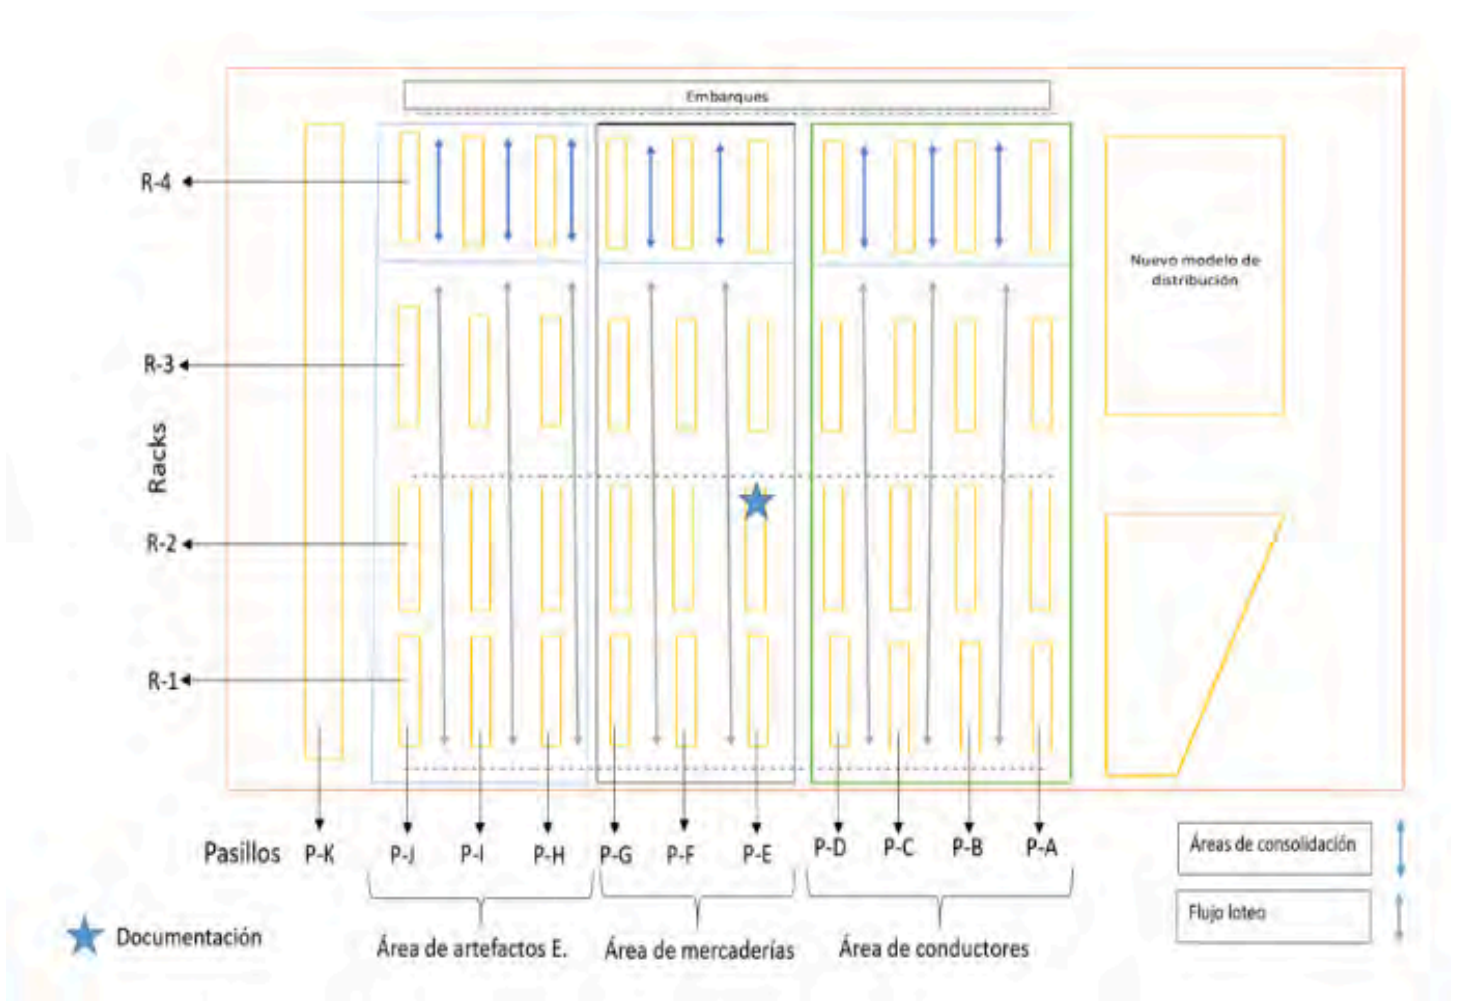 Embarques
R-4
Nuevo modelo de
distribución
R-3
Racks
R-2
R-1
Pasillos P-K P-J P-I P-H P-G P-F P-E P-D P-C P-B P-A
Áreas de consolidación
Flujo loteo
Documentación
Área de artefactos E.
Área de mercaderías
Área de conductores